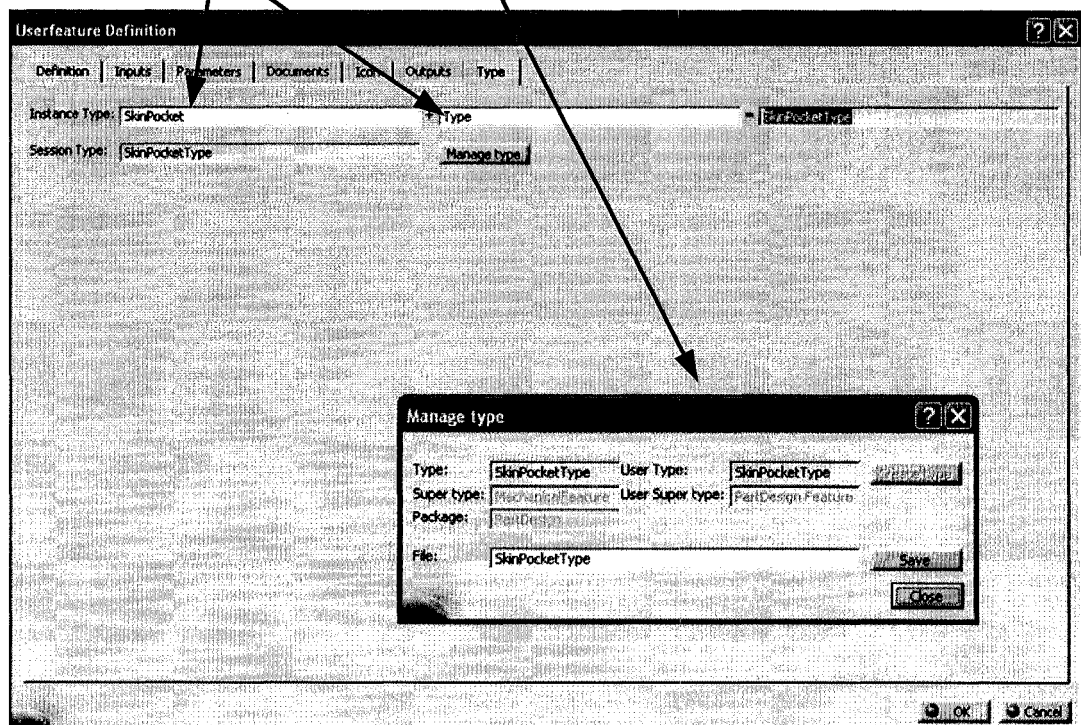 Userfeature Definition
Definition Inputs Parameters Documents Icon Outputs Type
Instance Type: SkinPocket + Type = SkinPocketType
Session Type: SkinPocketType Manage type
Manage type
Type: SkinPocketType User Type: SkinPocketType Create type
Super type: MechanicalFeature User Super type: PartDesign Feature
Package: PartDesign
File: SkinPocketType Save
Close
OK Cancel